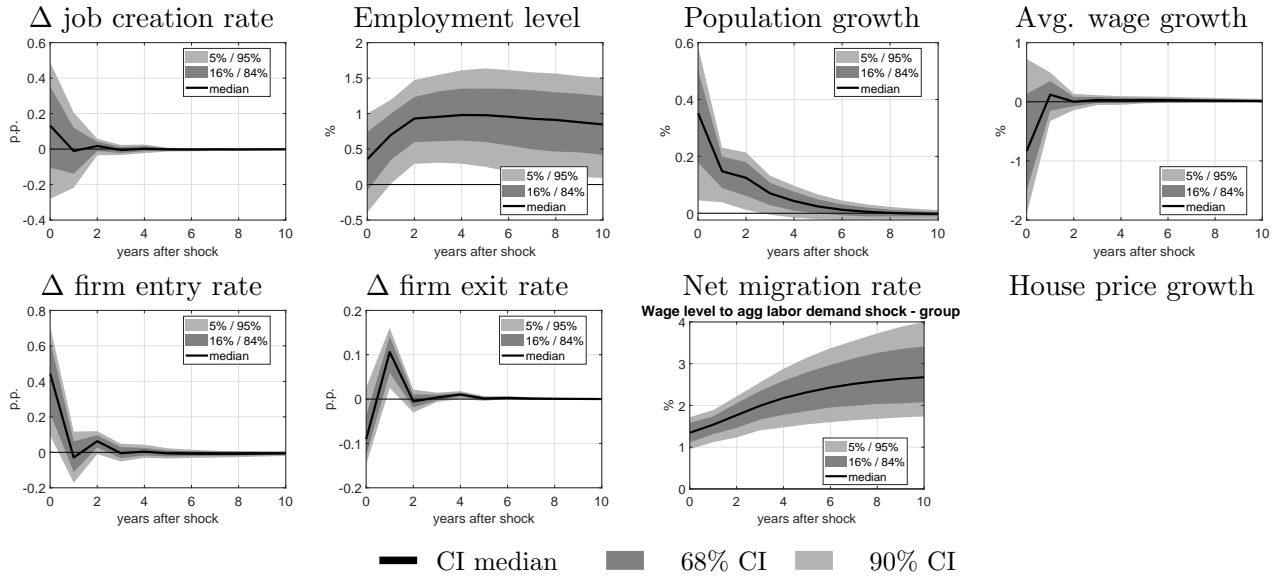 Δ job creation rate
Employment level
Population growth
Avg. wage growth
0.6
0.4
0.2
0
-0.2
-0.4
p.p.
5% / 95%
16% / 84%
median
0 2 4 6 8 10
years after shock
2
1.5
1
0.5
0
-0.5
%
5% / 95%
16% / 84%
median
0 2 4 6 8 10
years after shock
0.6
0.4
0.2
0
%
5% / 95%
16% / 84%
median
0 2 4 6 8 10
years after shock
1
0
-1
-2
%
5% / 95%
16% / 84%
median
0 2 4 6 8 10
years after shock
Δ firm entry rate
Δ firm exit rate
Net migration rate
House price growth
0.8
0.6
0.4
0.2
0
-0.2
p.p.
5% / 95%
16% / 84%
median
0 2 4 6 8 10
years after shock
0.2
0.1
0
-0.1
-0.2
p.p.
5% / 95%
16% / 84%
median
0 2 4 6 8 10
years after shock
Wage level to agg labor demand shock - group
4
3
2
1
0
%
5% / 95%
16% / 84%
median
0 2 4 6 8 10
years after shock
CI median 68% CI 90% CI